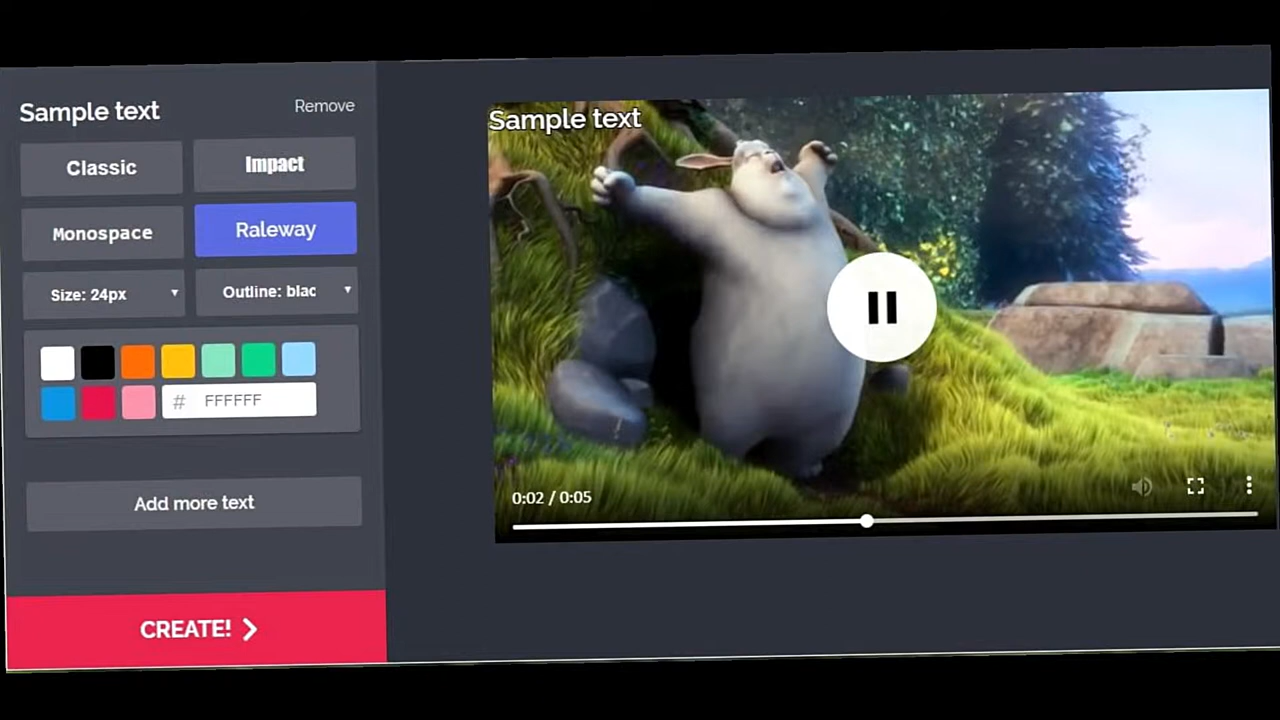 Sample text
Remove
Classic
Impact
Monospace
Raleway
Size: 24px
Outline: blac
# FFFFFF
Add more text
CREATE!
Sample text
0:02 / 0:05